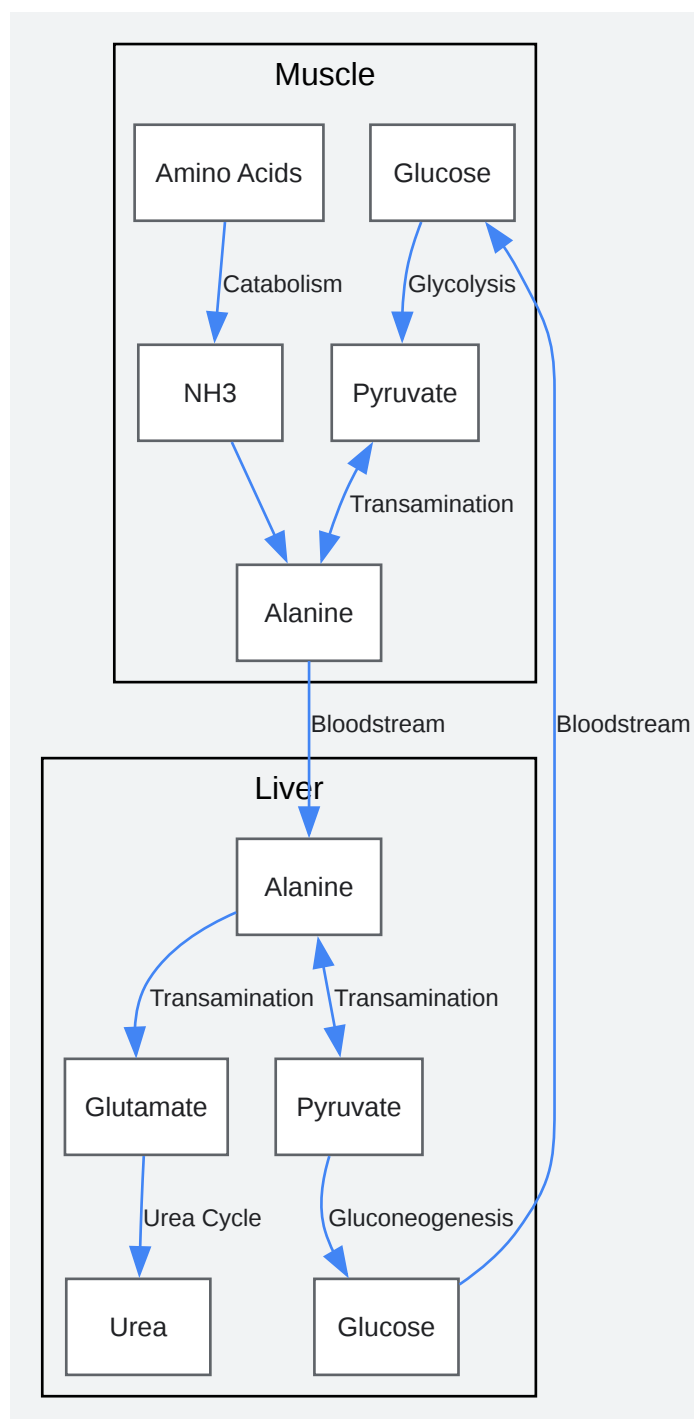 Muscle
Amino Acids
Glucose
Catabolism
Glycolysis
NH3
Pyruvate
Transamination
Alanine
Bloodstream
Bloodstream
Liver
Alanine
Transamination
Transamination
Glutamate
Pyruvate
Urea Cycle
Gluconeogenesis
Urea
Glucose